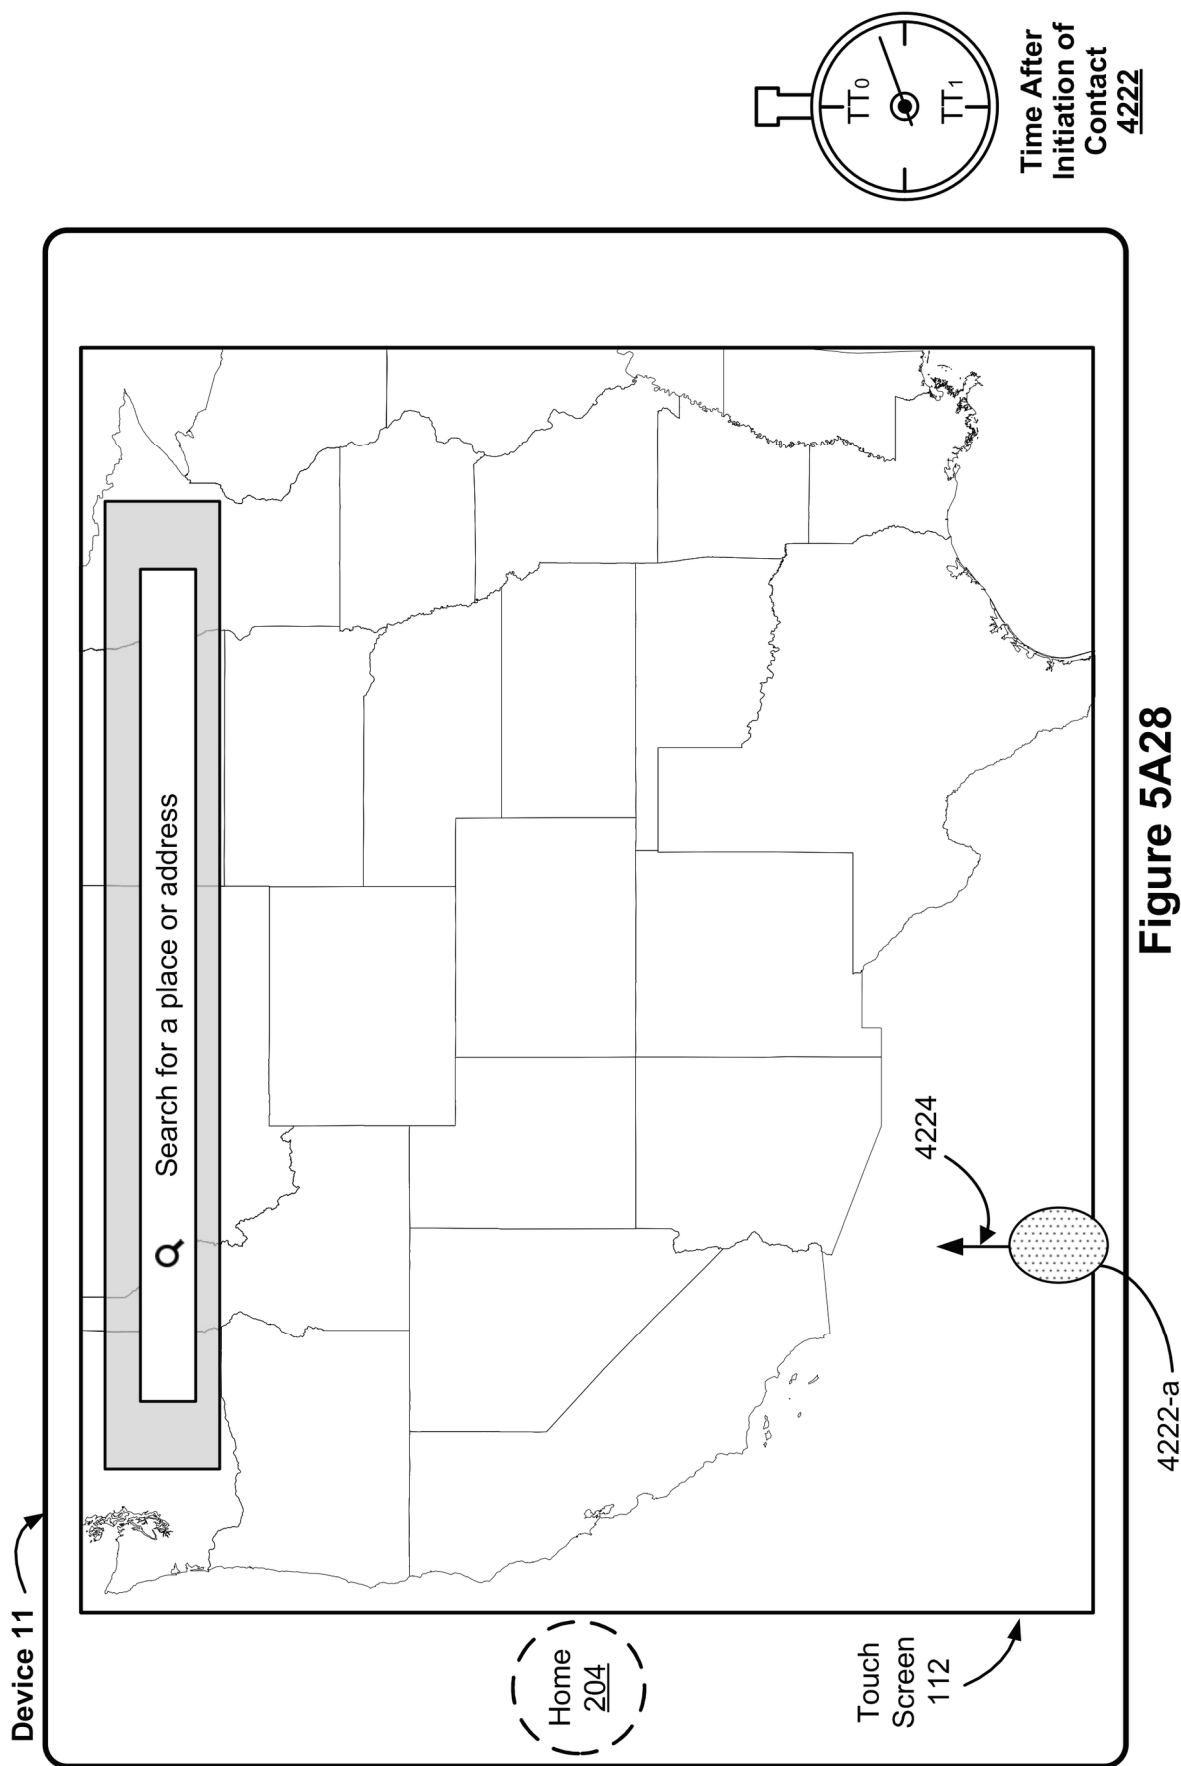 Device 11
Search for a place or address
Home
204
Touch
Screen
112
4224
4222-a
TT0
TT1
Time After
Initiation of
Contact
4222
Figure 5A28